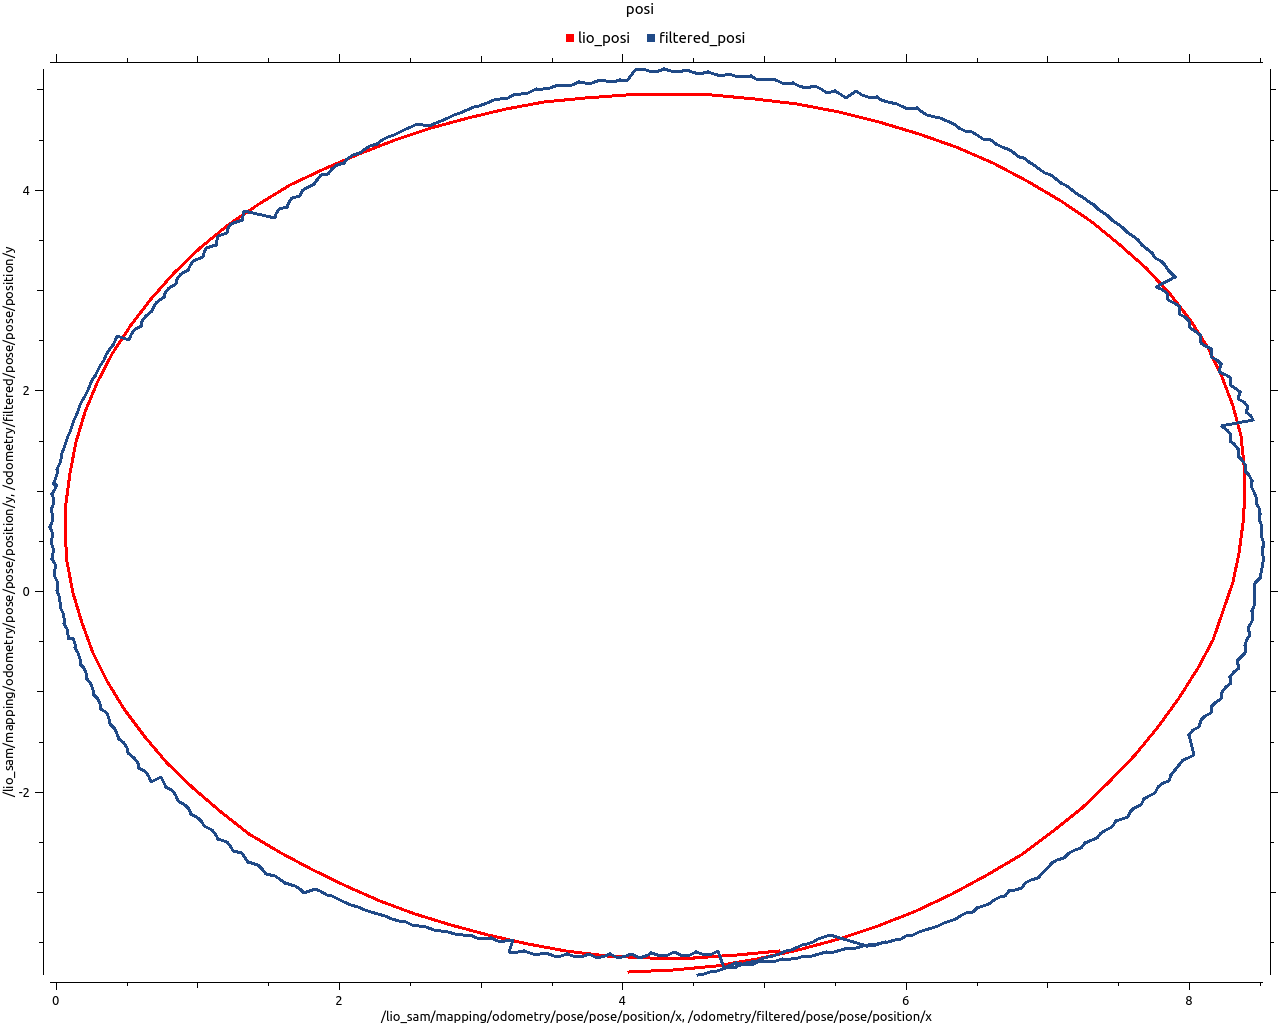 posi
lio_posi filtered_posi
4
2
0
-2
/lio_sam/mapping/odometry/pose/pose/position/y, /odometry/filtered/pose/pose/position/y
0 2 4 6 8
/lio_sam/mapping/odometry/pose/pose/position/x, /odometry/filtered/pose/pose/position/x